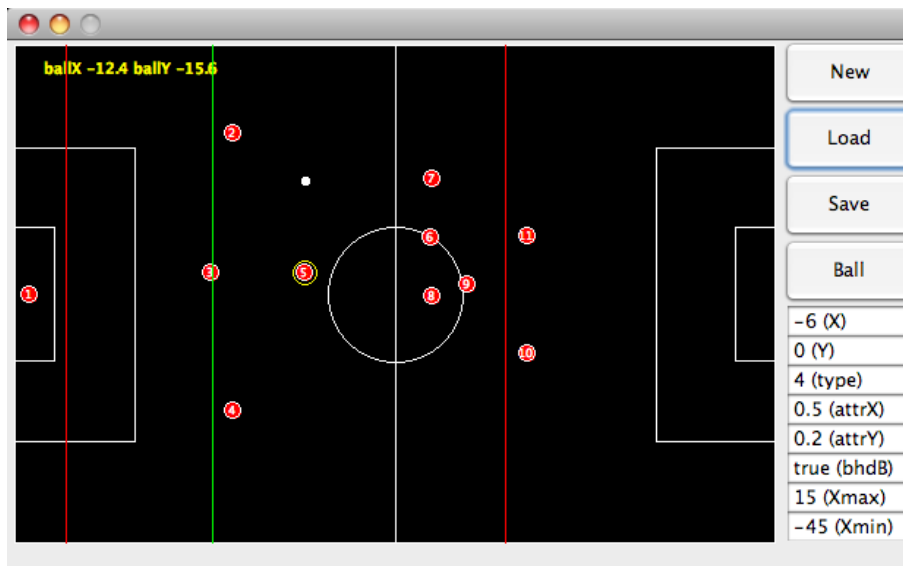 ballX -12.4 ballY -15.6
New
Load
Save
Ball
-6 (X)
0 (Y)
4 (type)
0.5 (attrX)
0.2 (attrY)
true (bhdB)
15 (Xmax)
-45 (Xmin)
2
7
6
11
3
5
9
1
8
10
4